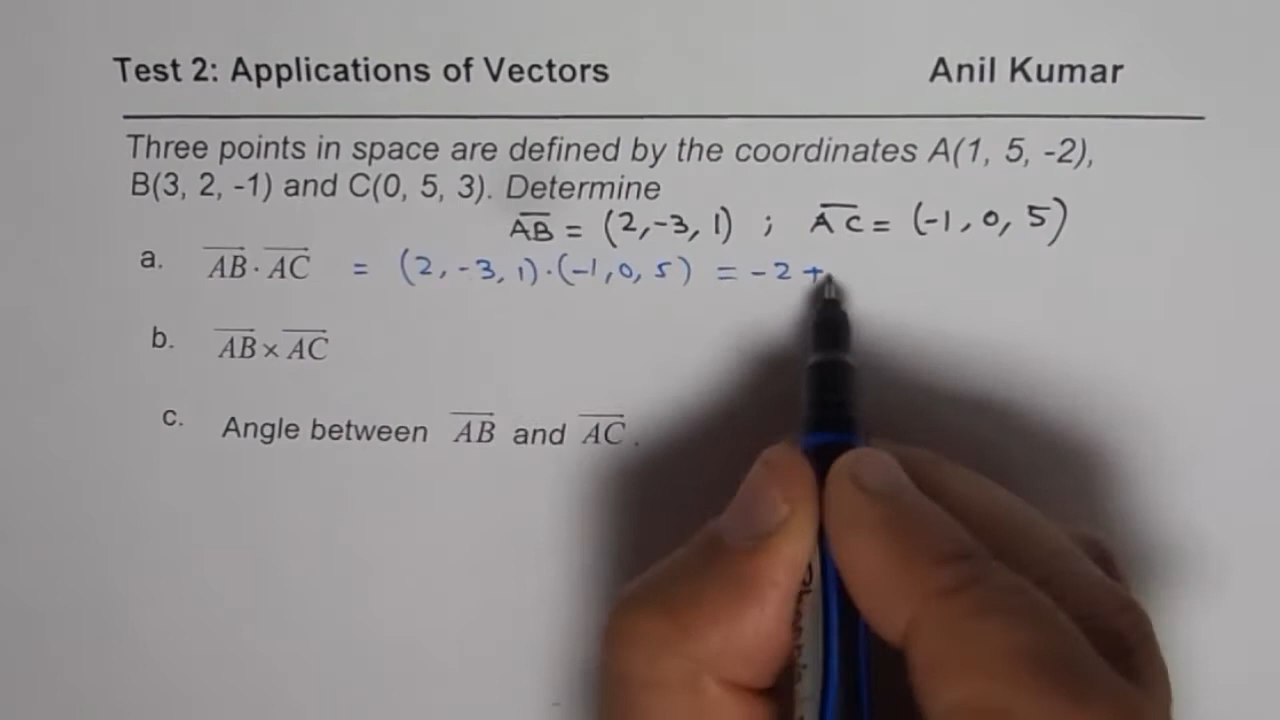 Test 2: Applications of Vectors Anil Kumar
Three points in space are defined by the coordinates A(1, 5, -2),
B(3, 2, -1) and C(0, 5, 3). Determine
AB = (2, -3, 1) ; AC = (-1, 0, 5)
a. AB · AC = (2, -3, 1) · (-1, 0, 5) = -2 +
b. AB × AC
c. Angle between AB and AC.